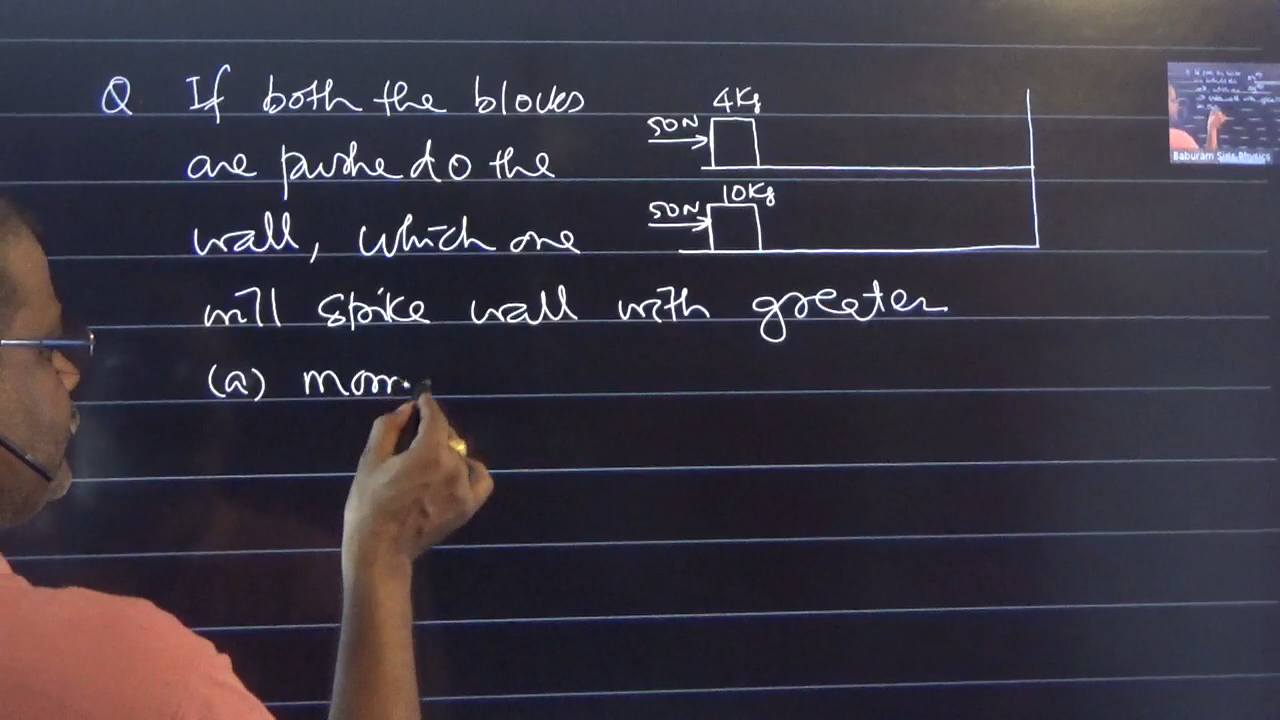 Q If both the blocks
are pushed to the
wall, which one
will strike wall with greater
(a) mom
4Kg
50N
10Kg
50N
Baburam Sir's Physics